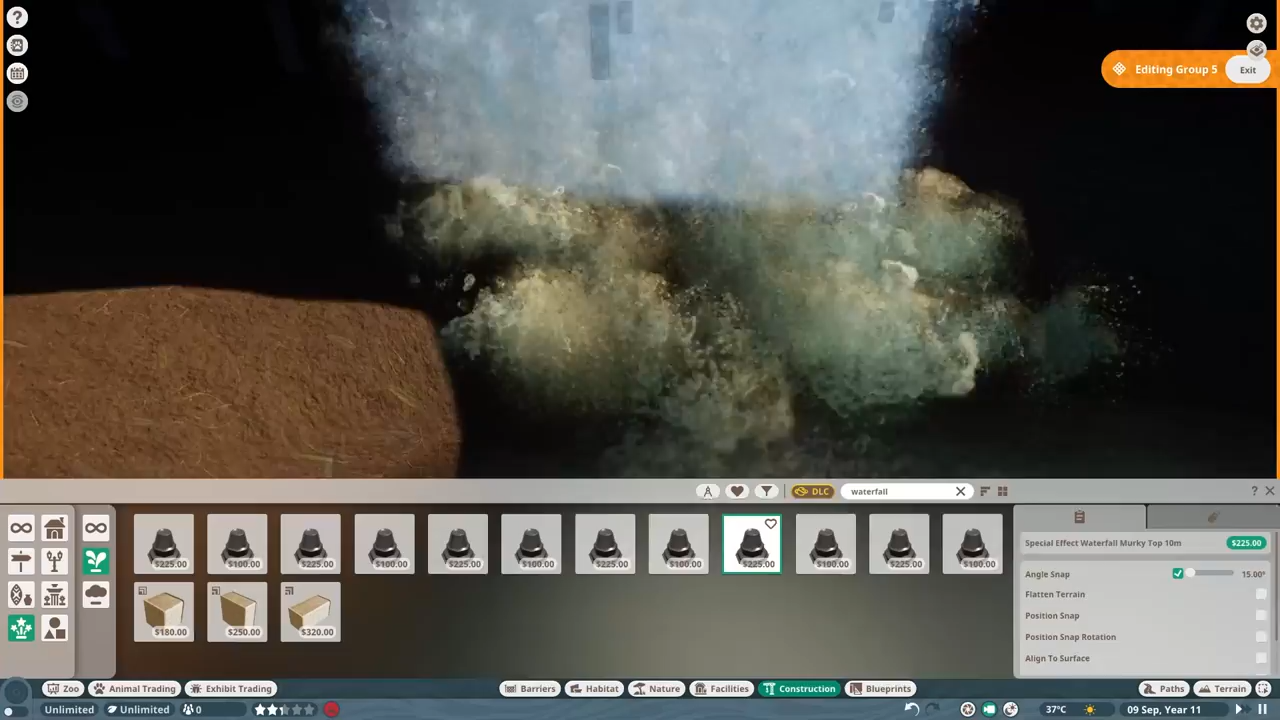 ?
Editing Group 5
Exit
DLC
waterfall
?
$225.00
$100.00
$225.00
$100.00
$225.00
$100.00
$225.00
$100.00
$225.00
$100.00
$225.00
$100.00
Special Effect Waterfall Murky Top 10m
$225.00
Angle Snap
15.00°
Flatten Terrain
Position Snap
Position Snap Rotation
Align To Surface
$180.00
$250.00
$320.00
Zoo
Animal Trading
Exhibit Trading
Barriers
Habitat
Nature
Facilities
Construction
Blueprints
Paths
Terrain
Unlimited
Unlimited
0
37°C
09 Sep, Year 11